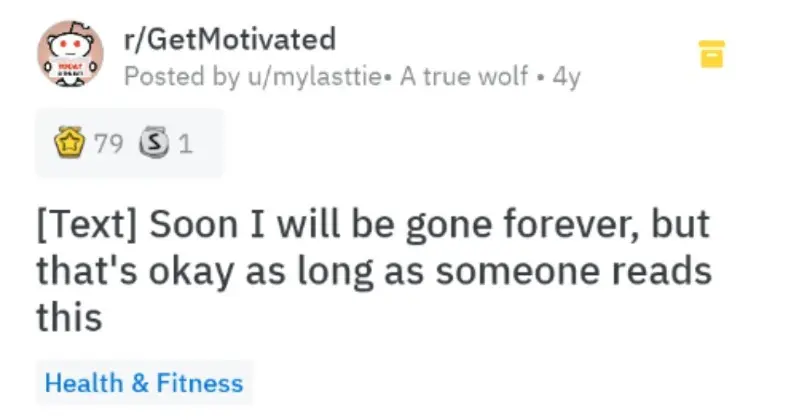 r/GetMotivated
Posted by u/mylasttie• A true wolf • 4y
79 S 1
[Text] Soon I will be gone forever, but
that's okay as long as someone reads
this
Health & Fitness